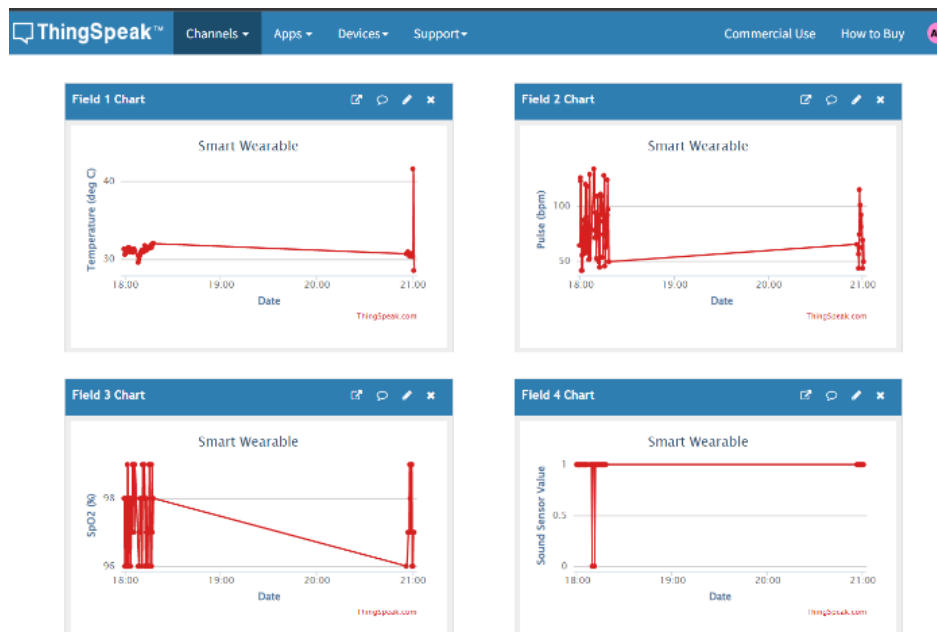 ThingSpeak™ Channels Apps Devices Support Commercial Use How to Buy A
Field 1 Chart
Smart Wearable
Temperature (deg C)
40
30
18:00 19:00 20:00 21:00
Date
ThingSpeak.com
Field 2 Chart
Smart Wearable
Pulse (bpm)
100
50
18:00 19:00 20:00 21:00
Date
ThingSpeak.com
Field 3 Chart
Smart Wearable
SpO2 (%)
98
96
18:00 19:00 20:00 21:00
Date
ThingSpeak.com
Field 4 Chart
Smart Wearable
Sound Sensor Value
1
0.5
0
18:00 19:00 20:00 21:00
Date
ThingSpeak.com